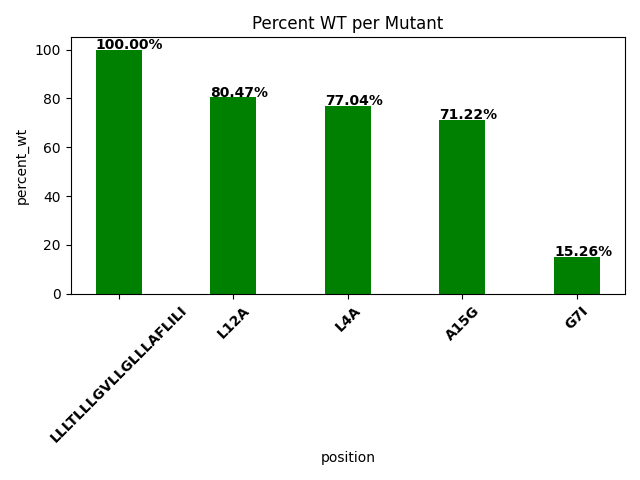 Percent WT per Mutant
100.00%
80.47%
77.04%
71.22%
15.26%
percent_wt
100
80
60
40
20
0
LLLTLLLGVLLGLLLAFLILI
L12A
L4A
A15G
G7I
position